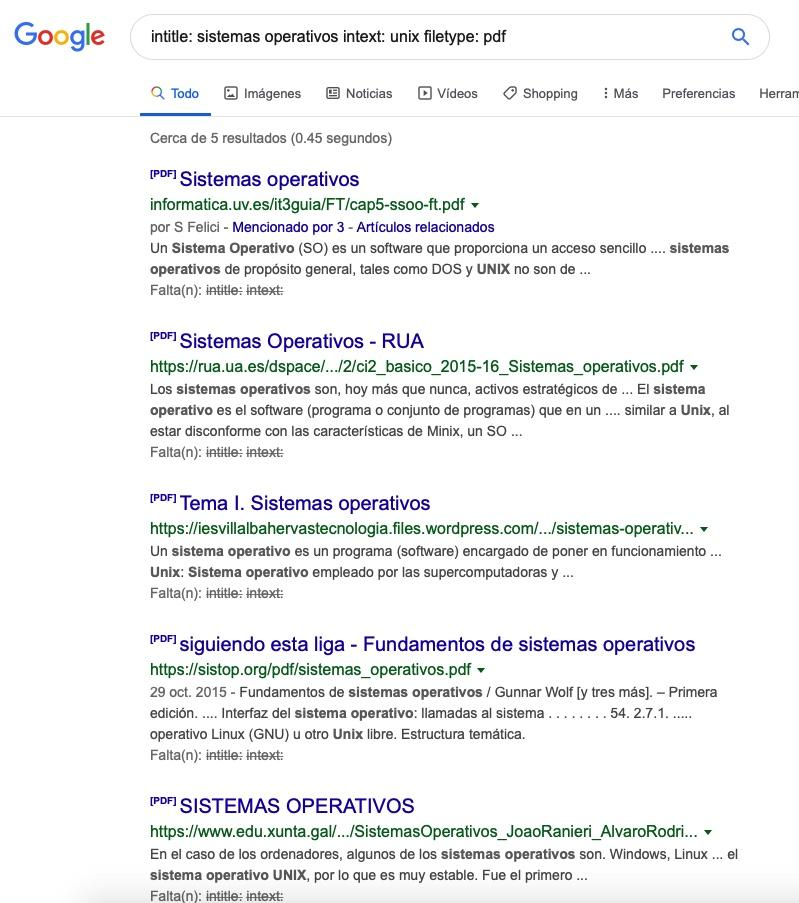 Google
intitle: sistemas operativos intext: unix filetype: pdf
Todo Imágenes Noticias Vídeos Shopping Más Preferencias Herram
Cerca de 5 resultados (0.45 segundos)
[PDF] Sistemas operativos
informatica.uv.es/it3guia/FT/cap5-ssoo-ft.pdf
por S Felici - Mencionado por 3 - Artículos relacionados
Un Sistema Operativo (SO) es un software que proporciona un acceso sencillo .... sistemas
operativos de propósito general, tales como DOS y UNIX no son de ...
Falta(n): intitle: intext:
[PDF] Sistemas Operativos - RUA
https://rua.ua.es/dspace/.../2/ci2_basico_2015-16_Sistemas_operativos.pdf
Los sistemas operativos son, hoy más que nunca, activos estratégicos de ... El sistema
operativo es el software (programa o conjunto de programas) que en un .... similar a Unix, al
estar disconforme con las características de Minix, un SO ...
Falta(n): intitle: intext:
[PDF] Tema I. Sistemas operativos
https://iesvillalbahervastecnologia.files.wordpress.com/.../sistemas-operativ...
Un sistema operativo es un programa (software) encargado de poner en funcionamiento ...
Unix: Sistema operativo empleado por las supercomputadoras y ...
Falta(n): intitle: intext:
[PDF] siguiendo esta liga - Fundamentos de sistemas operativos
https://sistop.org/pdf/sistemas_operativos.pdf
29 oct. 2015 - Fundamentos de sistemas operativos / Gunnar Wolf [y tres más]. – Primera
edición. .... Interfaz del sistema operativo: llamadas al sistema . . . . . . . . 54. 2.7.1. .....
operativo Linux (GNU) u otro Unix libre. Estructura temática.
Falta(n): intitle: intext:
[PDF] SISTEMAS OPERATIVOS
https://www.edu.xunta.gal/.../SistemasOperativos_JoaoRanieri_AlvaroRodri...
En el caso de los ordenadores, algunos de los sistemas operativos son. Windows, Linux ... el
sistema operativo UNIX, por lo que es muy estable. Fue el primero ...
Falta(n): intitle: intext: